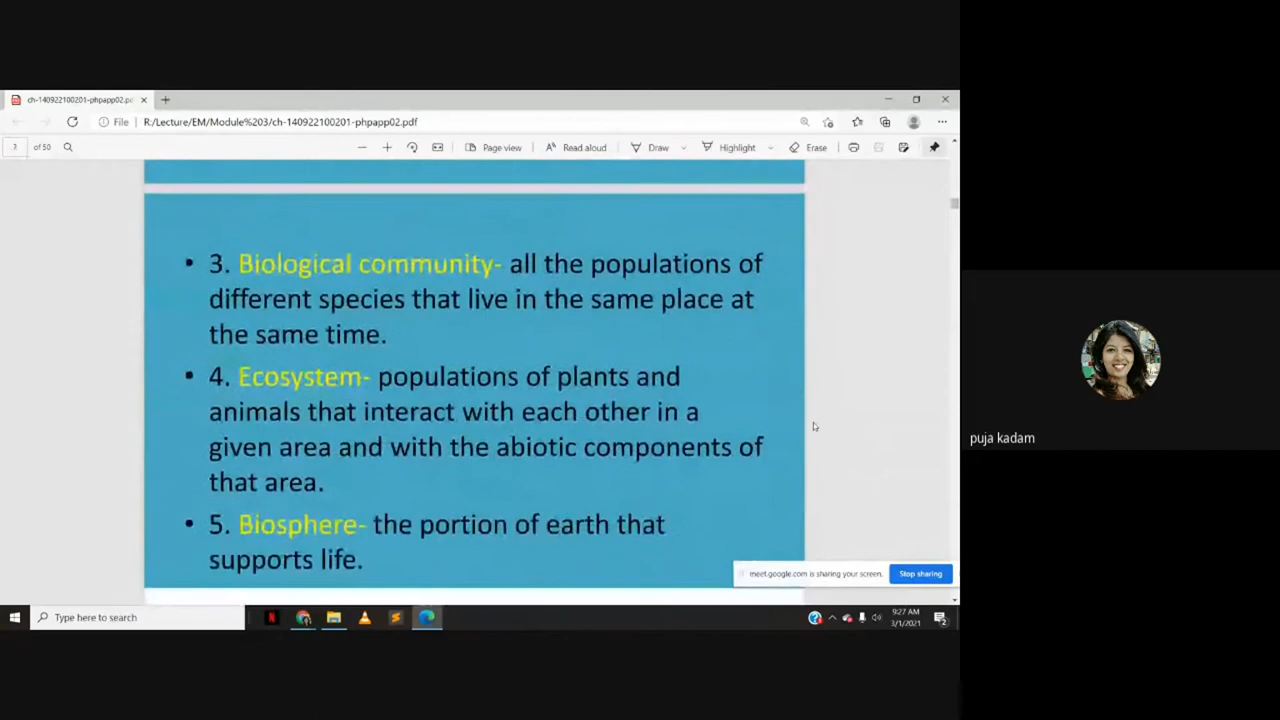 ch-140922100201-phpapp02.pd
File R:/Lecture/EM/Module%203/ch-140922100201-phpapp02.pdf
of 50 Page view Read aloud Draw Highlight Erase
• 3. Biological community- all the populations of
different species that live in the same place at
the same time.
• 4. Ecosystem- populations of plants and
animals that interact with each other in a
given area and with the abiotic components of
that area.
• 5. Biosphere- the portion of earth that
supports life.
puja kadam
meet.google.com is sharing your screen. Stop sharing
Type here to search
9:27 AM
3/1/2021